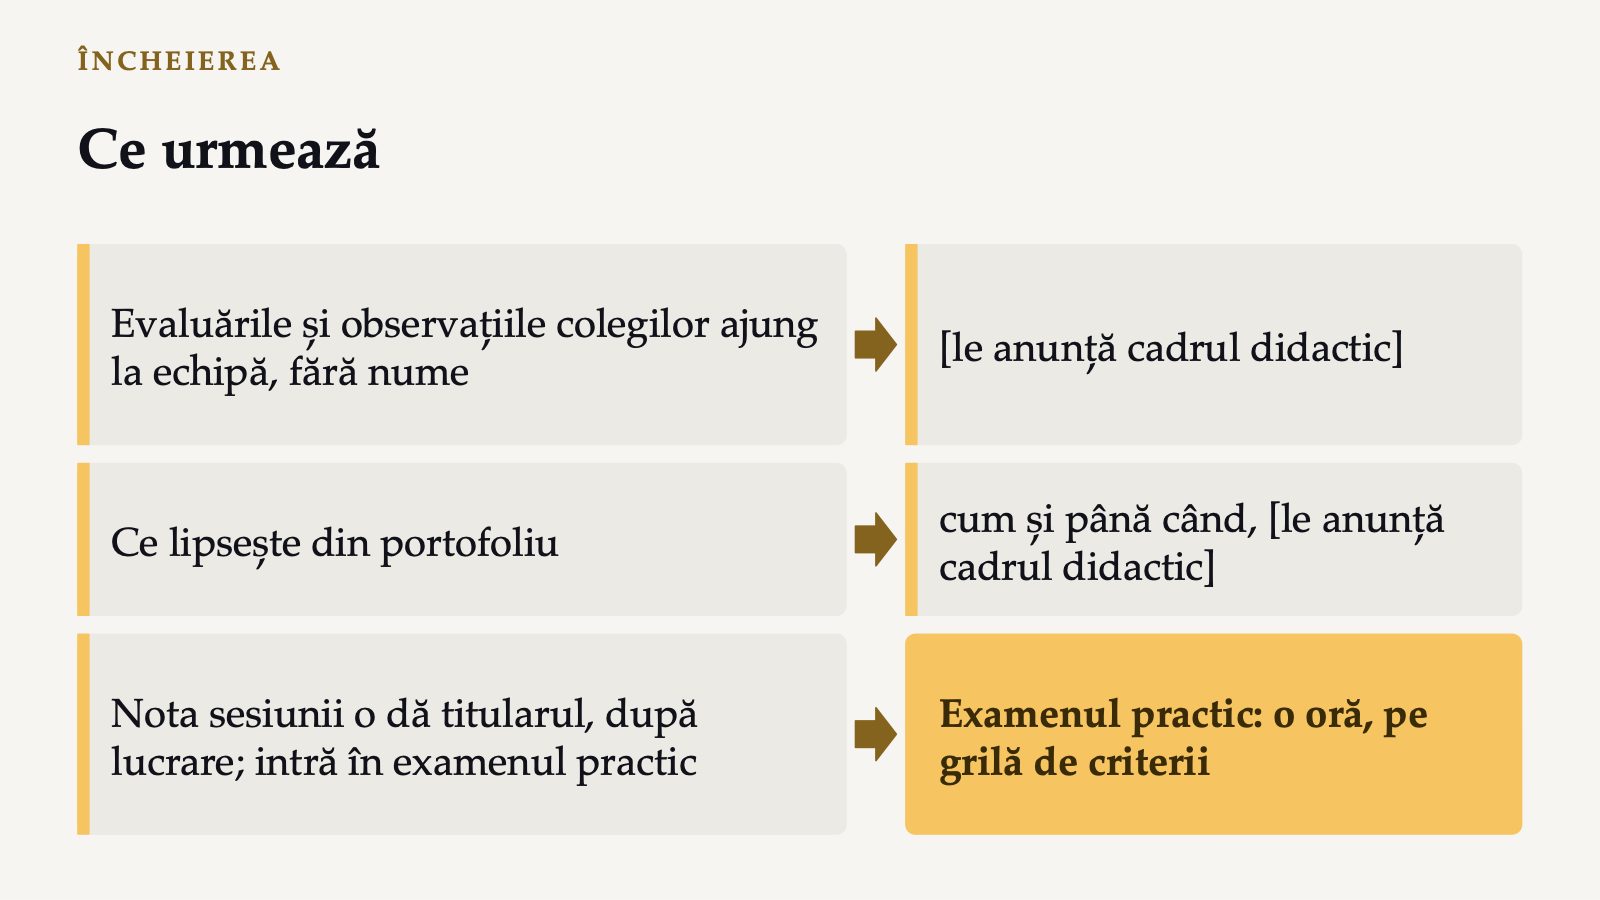 ÎNCHEIEREA
Ce urmează
Evaluările și observațiile colegilor ajung
la echipă, fără nume
[le anunță cadrul didactic]
Ce lipsește din portofoliu
cum și până când, [le anunță
cadrul didactic]
Nota sesiunii o dă titularul, după
lucrare; intră în examenul practic
Examenul practic: o oră, pe
grilă de criterii